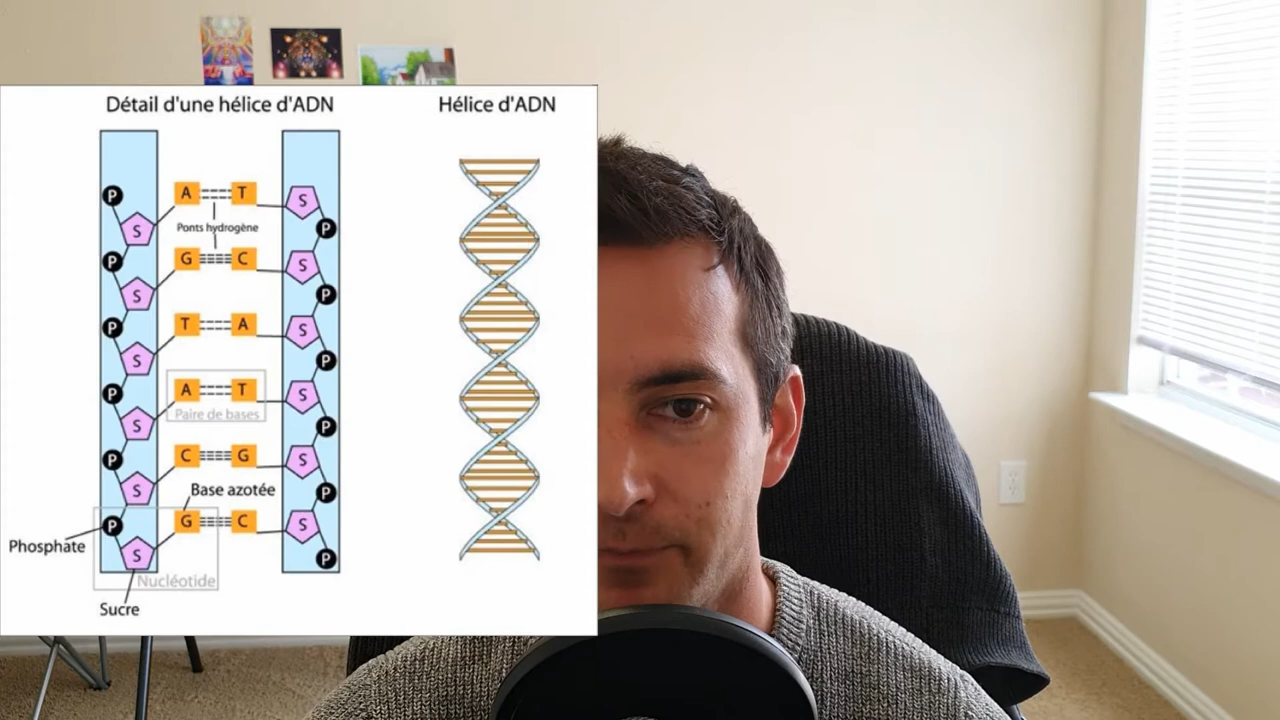 Détail d'une hélice d'ADN
Hélice d'ADN
P
A T
S
S
Ponts hydrogène
P
P
G C
S
S
P
P
T A
S
S
P
P
A T
S
S
Paire de bases
P
P
C G
S
S
Base azotée
P
P
G C
S
Phosphate
S
P
Nucléotide
Sucre